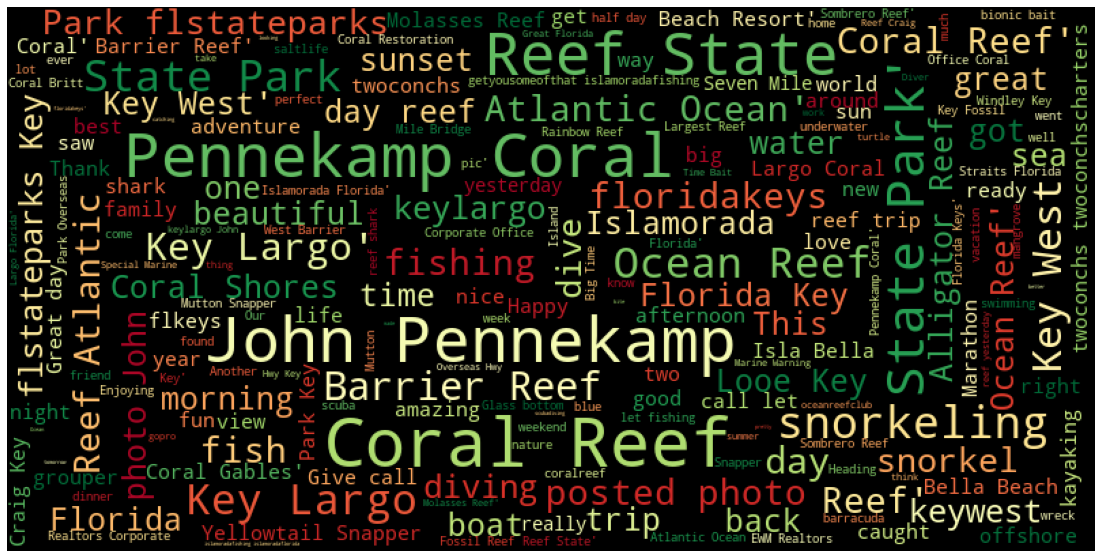 Park flstateparks
Molasses Reef
get
half day
Beach Resort'
home
Sombrero Reef'
Reef Craig
much
bionic bait
Coral'
Barrier Reef'
saltlife
Coral Restoration
Great Florida
Reef State
way
Coral Reef'
Office Coral
ever
lot
Coral Britt
State Park
take
sunset
twoconchs
getyousomeofthat islamoradafishing
Seven Mile
world
Diver
great
Key West'
perfect
day reef
Atlantic Ocean'
around
sun
Windley Key
Key Fossil
went
best
adventure
Mile Bridge
Rainbow Reef
Largest Reef
work
underwater
turtle
got
well
saw
Thank
Pennekamp Coral
pic'
big
Time Bait
water
Largo Coral
sea
Straits Florida
shark
one
Islamorada Florida'
yesterday
floridakeys
new
ready
family
beautiful
keylargo
Island
Islamorada
reef trip
Florida Keys'
vacation
mangrove
come
keylargo John
West Barrier
Corporate Office
dive
Big Time
Florida'
love
Largo Florida'
Park Overseas
Key Largo'
reef shark
fishing
Ocean Reef
Pennekamp Coral'
Special Marine
thing
know
Coral Shores
time
nice
Happy
Florida Key
swimming
better
flstateparks Key
Great day
Reef Atlantic
photo John
Mutton Snapper
Our
life
week
bite
afternoon
This
State Park'
Alligator Reef
Marathon
Ocean Reef'
reef yesterday
Key West
twoconchs twoconchscharters
flkeys
found
John Pennekamp
Marine Warning
Isla Bella
year
Key'
Another
Hwy Key
Mutton
Overseas Hwy
friend
Enjoying
Barrier Reef
two
Looe Key
right
morning
Park Key
scuba
amazing
Glass bottom
blue
good
call let
oceanreefclub
night
fun
view
weekend
let fishing
summer
pretty
snorkeling
gopro
fish
Coral Reef
nature
Sombrero Reef
Craig Key
grouper
Coral Gables'
coralreef
Snapper
day
Heading
snorkel
think
kayaking
tomorrow
dinner
Give call
Key Largo
Molasses Reef'
diving
posted photo
Reef'
Bella Beach
barracuda
keywest
wreck
Florida
Yellowtail Snapper
boat
really
trip
back
caught
offshore
Realtors Corporate
islamoradafishing islamoradaflorida
Fossil Reef
Reef State'
Atlantic Ocean
EWM Realtors